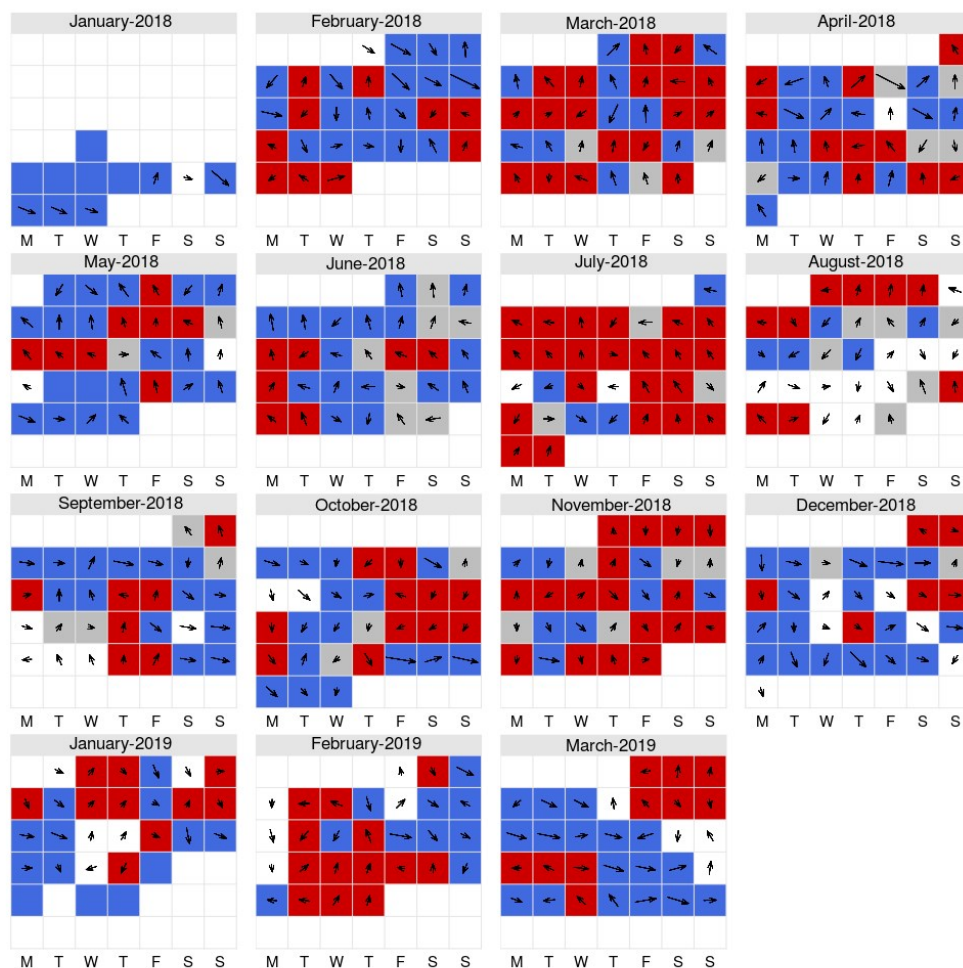 January-2018 February-2018 March-2018 April-2018
M T W T F S S M T W T F S S M T W T F S S M T W T F S S
May-2018 June-2018 July-2018 August-2018
M T W T F S S M T W T F S S M T W T F S S M T W T F S S
September-2018 October-2018 November-2018 December-2018
M T W T F S S M T W T F S S M T W T F S S M T W T F S S
January-2019 February-2019 March-2019
M T W T F S S M T W T F S S M T W T F S S